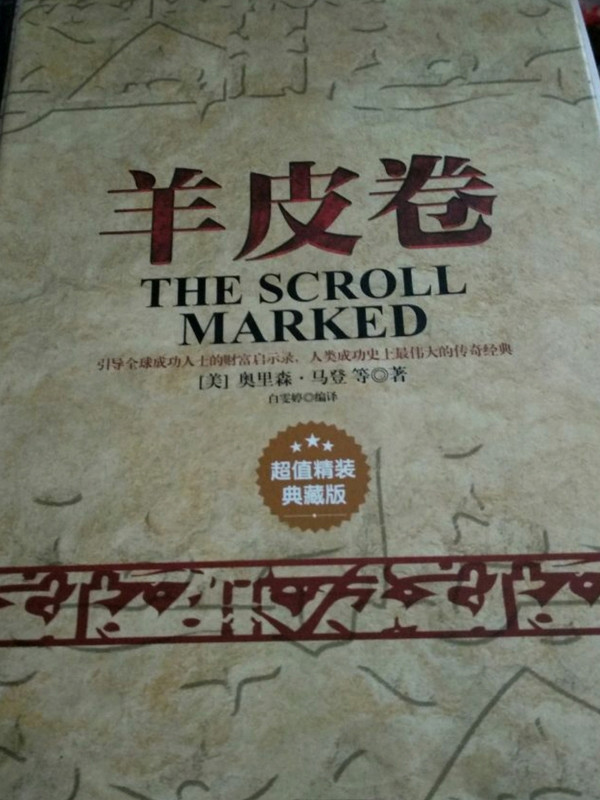 羊皮卷
THE SCROLL
MARKED
引导全球成功人士的财富启示录，人类成功史上最伟大的传奇经典
[美] 奥里森·马登 等◎著
白雯婷◎编译
超值精装
典藏版